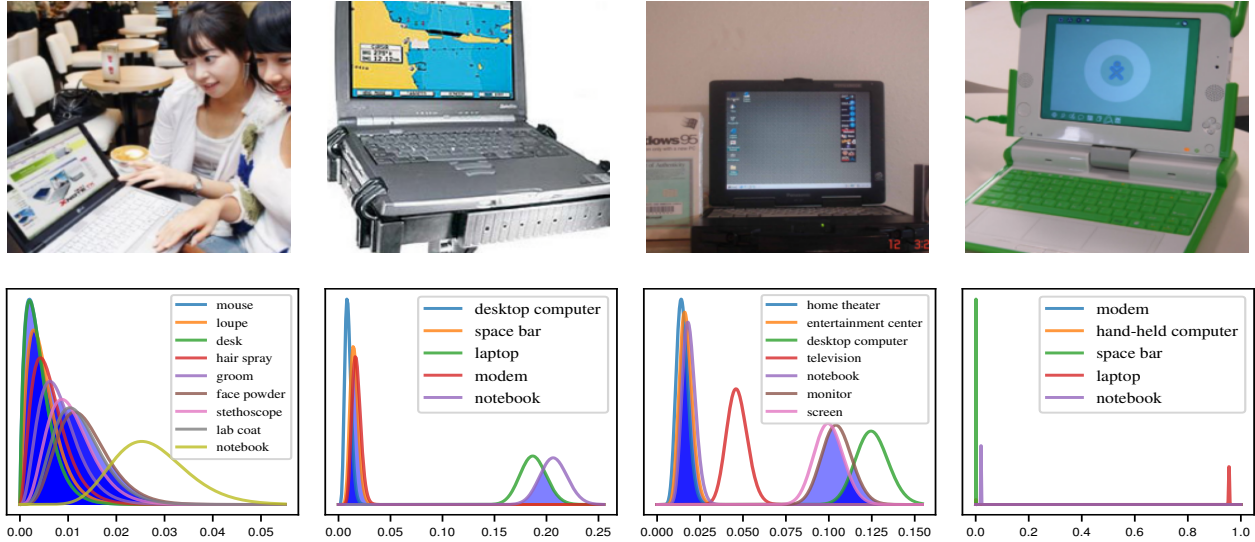 dows 95
12 3:2
mouse
loupe
desk
hair spray
groom
face powder
stethoscope
lab coat
notebook
0.00 0.01 0.02 0.03 0.04 0.05
desktop computer
space bar
laptop
modem
notebook
0.00 0.05 0.10 0.15 0.20 0.25
home theater
entertainment center
desktop computer
television
notebook
monitor
screen
0.000 0.025 0.050 0.075 0.100 0.125 0.150
modem
hand-held computer
space bar
laptop
notebook
0.0 0.2 0.4 0.6 0.8 1.0